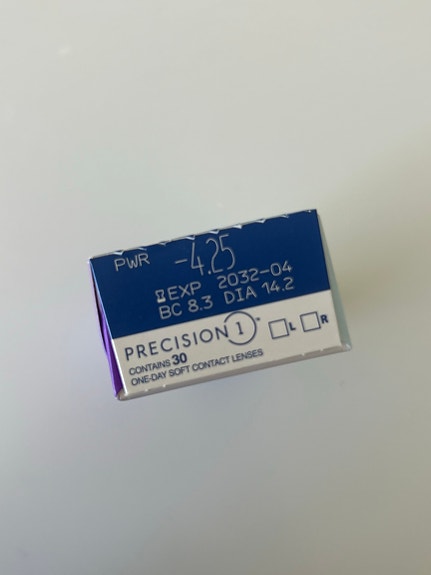 PWR -4.25
EXP 2032-04
BC 8.3 DIA 14.2
PRECISION 1™ L R
CONTAINS 30
ONE-DAY SOFT CONTACT LENSES